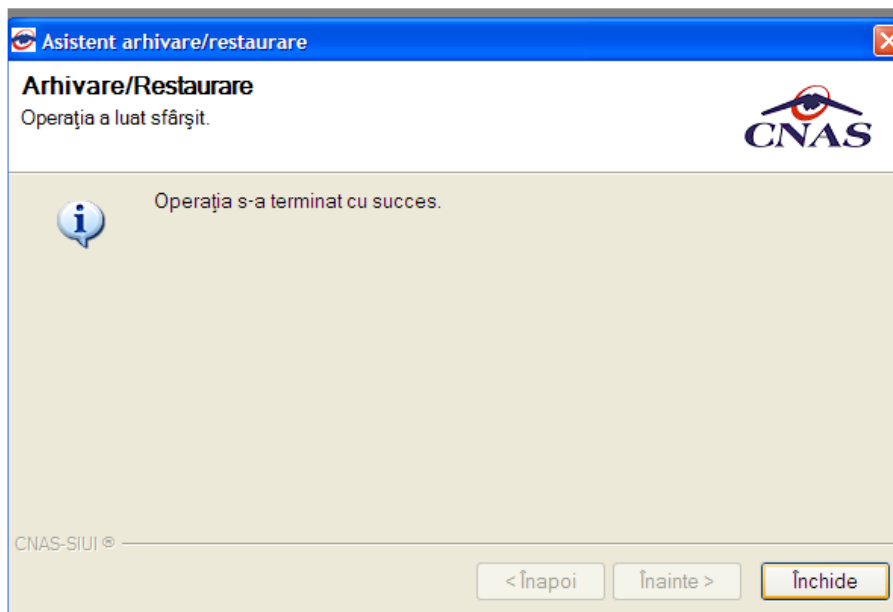 Asistent arhivare/restaurare
Arhivare/Restaurare
Operaţia a luat sfârşit.
CNAS
Operaţia s-a terminat cu succes.
CNAS-SIUI ®
< Înapoi
Înainte >
Închide